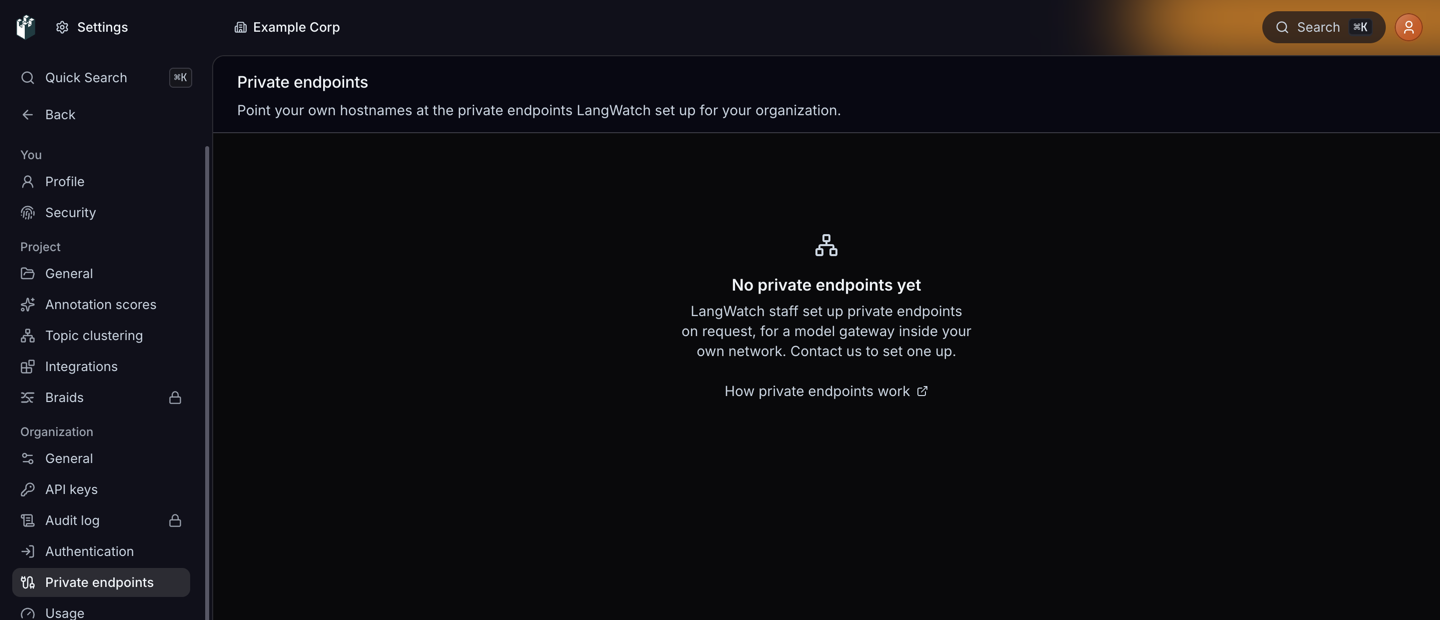 Settings
Example Corp
Search ⌘K
Quick Search ⌘K
Back
You
Profile
Security
Project
General
Annotation scores
Topic clustering
Integrations
Braids
Organization
General
API keys
Audit log
Authentication
Private endpoints
Usage
Private endpoints
Point your own hostnames at the private endpoints LangWatch set up for your organization.
No private endpoints yet
LangWatch staff set up private endpoints
on request, for a model gateway inside your
own network. Contact us to set one up.
How private endpoints work